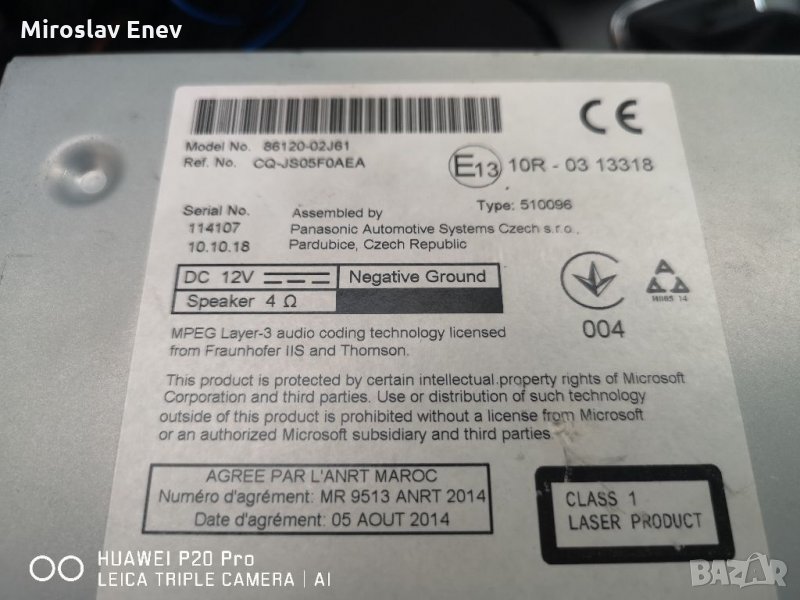 Miroslav Enev
CE
Model No. 86120-02J61
Ref. No. CQ-JS05F0AEA
E13 10R - 03 13318
Type: 510096
Serial No.
114107
10.10.18
Assembled by
Panasonic Automotive Systems Czech s.r.o.
Pardubice, Czech Republic
DC 12V
Negative Ground
Speaker 4 Ω
004
MPEG Layer-3 audio coding technology licensed
from Fraunhofer IIS and Thomson.
This product is protected by certain intellectual property rights of Microsoft
Corporation and third parties. Use or distribution of such technology
outside of this product is prohibited without a license from Microsoft
or an authorized Microsoft subsidiary and third parties.
AGREE PAR L'ANRT MAROC
Numéro d'agrément: MR 9513 ANRT 2014
Date d'agrément: 05 AOUT 2014
CLASS 1
LASER PRODUCT
HUAWEI P20 Pro
LEICA TRIPLE CAMERA | AI
BAZAR